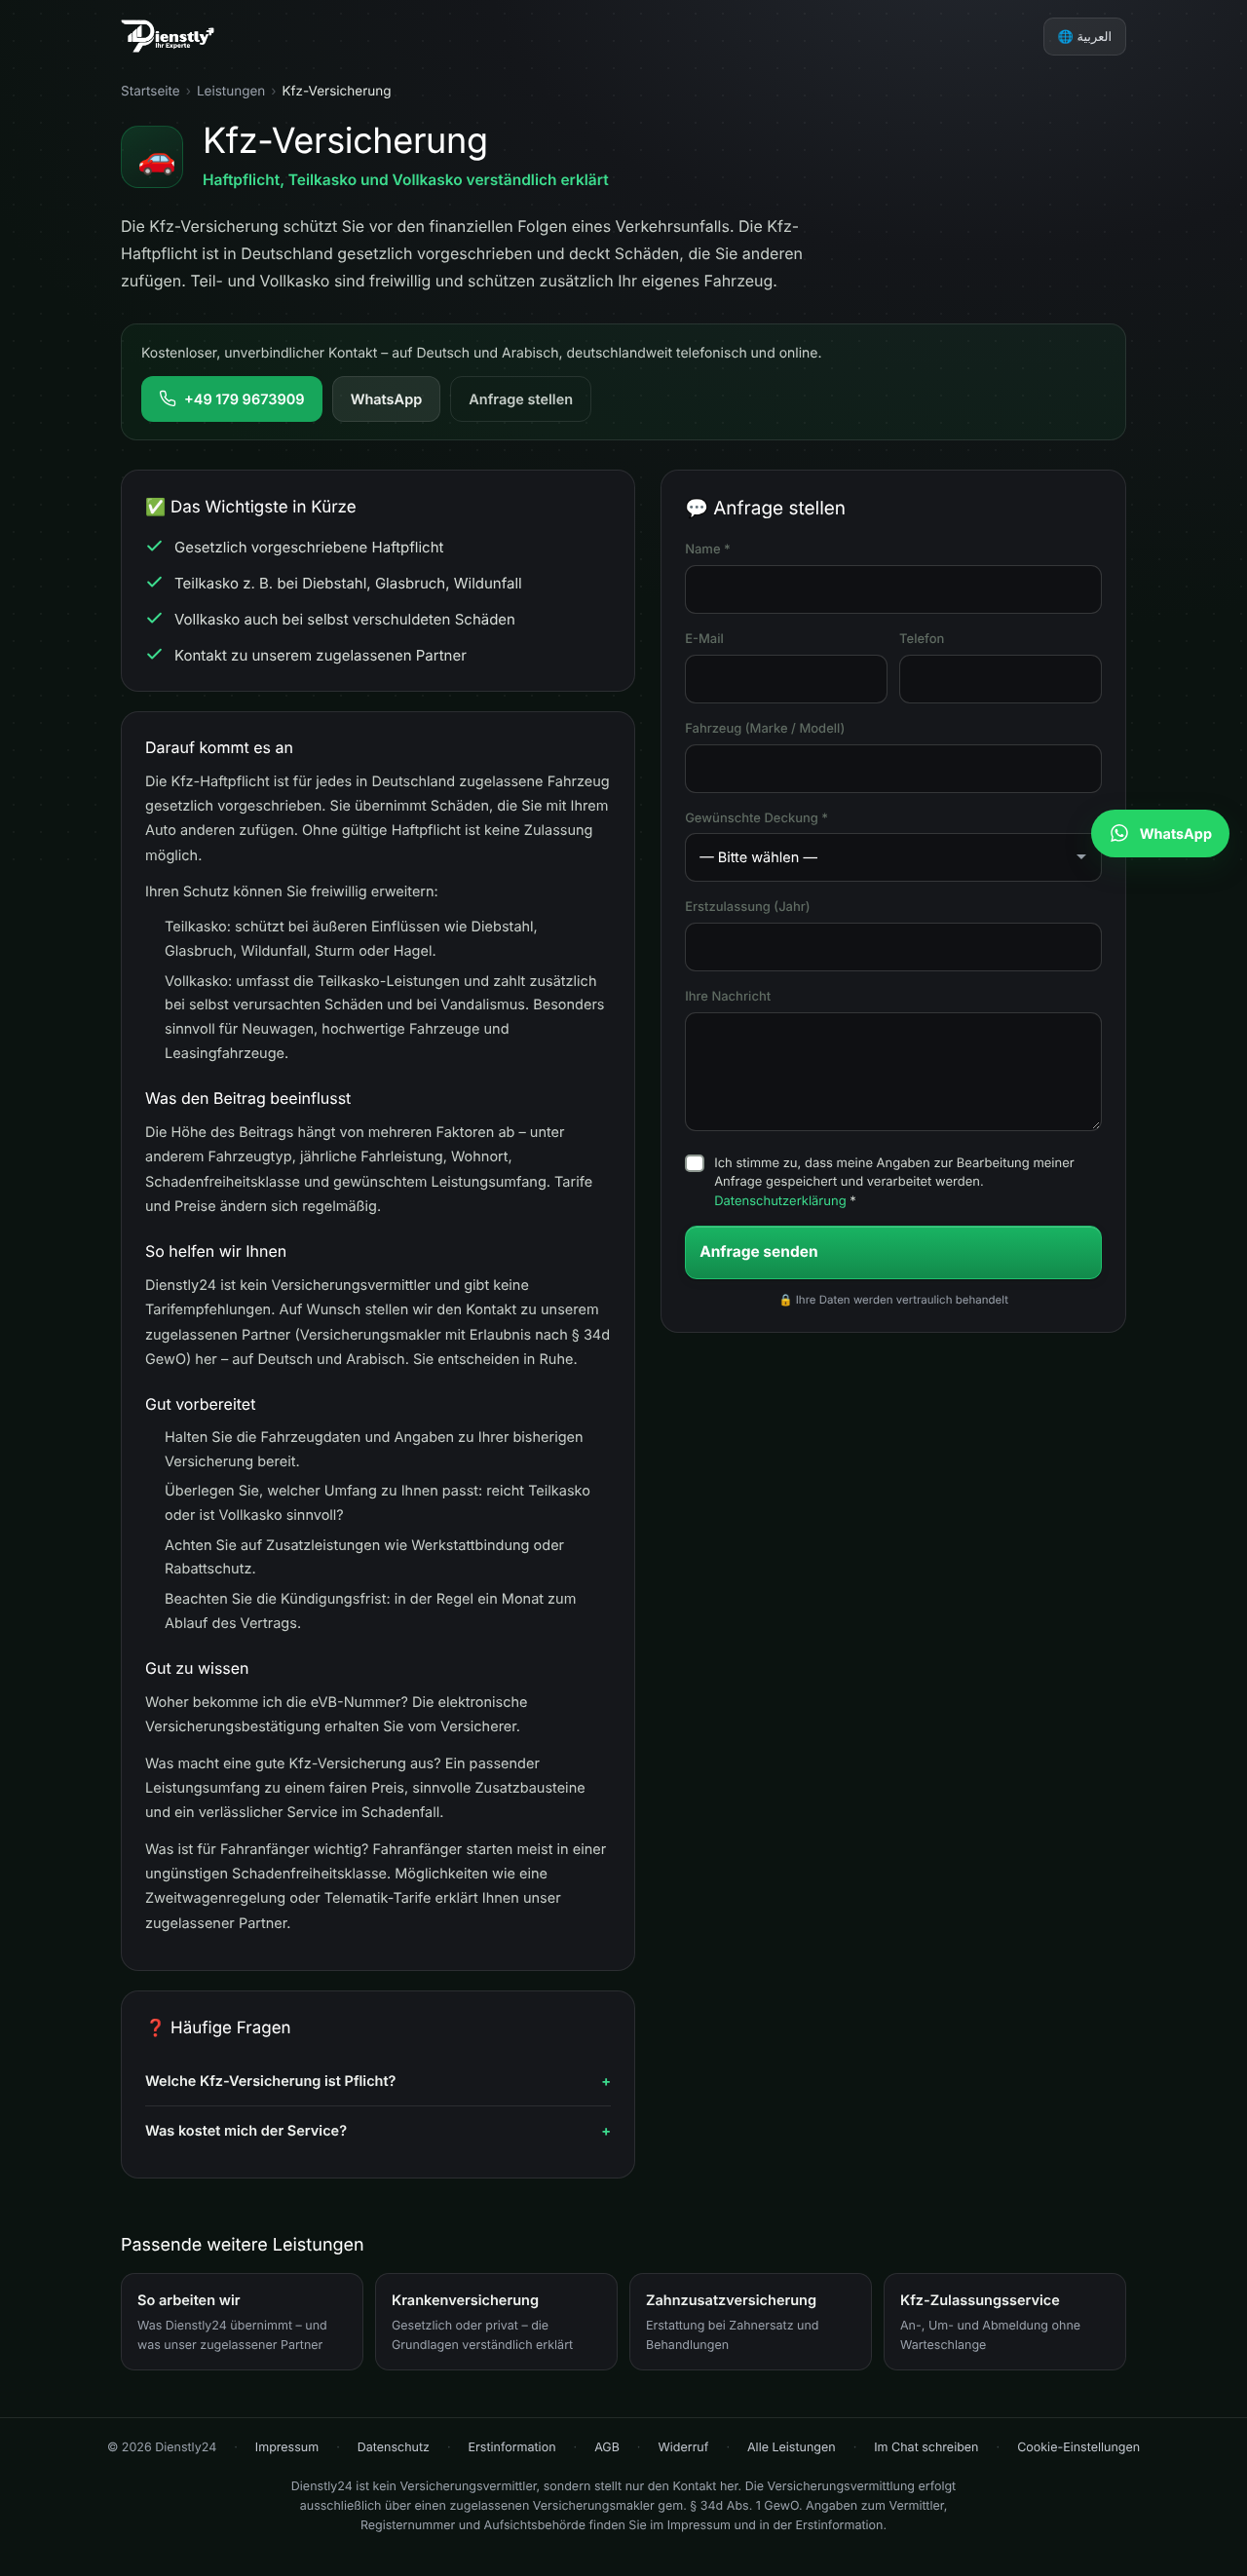 Dienstly
Ihr Experte
🌐 العربية
Startseite › Leistungen › Kfz-Versicherung
Kfz-Versicherung
Haftpflicht, Teilkasko und Vollkasko verständlich erklärt
Die Kfz-Versicherung schützt Sie vor den finanziellen Folgen eines Verkehrsunfalls. Die Kfz-
Haftpflicht ist in Deutschland gesetzlich vorgeschrieben und deckt Schäden, die Sie anderen
zufügen. Teil- und Vollkasko sind freiwillig und schützen zusätzlich Ihr eigenes Fahrzeug.
Kostenloser, unverbindlicher Kontakt – auf Deutsch und Arabisch, deutschlandweit telefonisch und online.
+49 179 9673909
WhatsApp
Anfrage stellen
✅ Das Wichtigste in Kürze
Gesetzlich vorgeschriebene Haftpflicht
Teilkasko z. B. bei Diebstahl, Glasbruch, Wildunfall
Vollkasko auch bei selbst verschuldeten Schäden
Kontakt zu unserem zugelassenen Partner
Darauf kommt es an
Die Kfz-Haftpflicht ist für jedes in Deutschland zugelassene Fahrzeug
gesetzlich vorgeschrieben. Sie übernimmt Schäden, die Sie mit Ihrem
Auto anderen zufügen. Ohne gültige Haftpflicht ist keine Zulassung
möglich.
Ihren Schutz können Sie freiwillig erweitern:
Teilkasko: schützt bei äußeren Einflüssen wie Diebstahl,
Glasbruch, Wildunfall, Sturm oder Hagel.
Vollkasko: umfasst die Teilkasko-Leistungen und zahlt zusätzlich
bei selbst verursachten Schäden und bei Vandalismus. Besonders
sinnvoll für Neuwagen, hochwertige Fahrzeuge und
Leasingfahrzeuge.
Was den Beitrag beeinflusst
Die Höhe des Beitrags hängt von mehreren Faktoren ab – unter
anderem Fahrzeugtyp, jährliche Fahrleistung, Wohnort,
Schadenfreiheitsklasse und gewünschtem Leistungsumfang. Tarife
und Preise ändern sich regelmäßig.
So helfen wir Ihnen
Dienstly24 ist kein Versicherungsvermittler und gibt keine
Tarifempfehlungen. Auf Wunsch stellen wir den Kontakt zu unserem
zugelassenen Partner (Versicherungsmakler mit Erlaubnis nach § 34d
GewO) her – auf Deutsch und Arabisch. Sie entscheiden in Ruhe.
Gut vorbereitet
Halten Sie die Fahrzeugdaten und Angaben zu Ihrer bisherigen
Versicherung bereit.
Überlegen Sie, welcher Umfang zu Ihnen passt: reicht Teilkasko
oder ist Vollkasko sinnvoll?
Achten Sie auf Zusatzleistungen wie Werkstattbindung oder
Rabattschutz.
Beachten Sie die Kündigungsfrist: in der Regel ein Monat zum
Ablauf des Vertrags.
Gut zu wissen
Woher bekomme ich die eVB-Nummer? Die elektronische
Versicherungsbestätigung erhalten Sie vom Versicherer.
Was macht eine gute Kfz-Versicherung aus? Ein passender
Leistungsumfang zu einem fairen Preis, sinnvolle Zusatzbausteine
und ein verlässlicher Service im Schadenfall.
Was ist für Fahranfänger wichtig? Fahranfänger starten meist in einer
ungünstigen Schadenfreiheitsklasse. Möglichkeiten wie eine
Zweitwagenregelung oder Telematik-Tarife erklärt Ihnen unser
zugelassener Partner.
❓ Häufige Fragen
Welche Kfz-Versicherung ist Pflicht? +
Was kostet mich der Service? +
💬 Anfrage stellen
Name *
E-Mail Telefon
Fahrzeug (Marke / Modell)
Gewünschte Deckung *
— Bitte wählen —
Erstzulassung (Jahr)
Ihre Nachricht
Ich stimme zu, dass meine Angaben zur Bearbeitung meiner
Anfrage gespeichert und verarbeitet werden.
Datenschutzerklärung *
Anfrage senden
🔒 Ihre Daten werden vertraulich behandelt
WhatsApp
Passende weitere Leistungen
So arbeiten wir
Was Dienstly24 übernimmt – und
was unser zugelassener Partner
Krankenversicherung
Gesetzlich oder privat – die
Grundlagen verständlich erklärt
Zahnzusatzversicherung
Erstattung bei Zahnersatz und
Behandlungen
Kfz-Zulassungsservice
An-, Um- und Abmeldung ohne
Warteschlange
© 2026 Dienstly24 · Impressum · Datenschutz · Erstinformation · AGB · Widerruf · Alle Leistungen · Im Chat schreiben · Cookie-Einstellungen
Dienstly24 ist kein Versicherungsvermittler, sondern stellt nur den Kontakt her. Die Versicherungsvermittlung erfolgt
ausschließlich über einen zugelassenen Versicherungsmakler gem. § 34d Abs. 1 GewO. Angaben zum Vermittler,
Registernummer und Aufsichtsbehörde finden Sie im Impressum und in der Erstinformation.